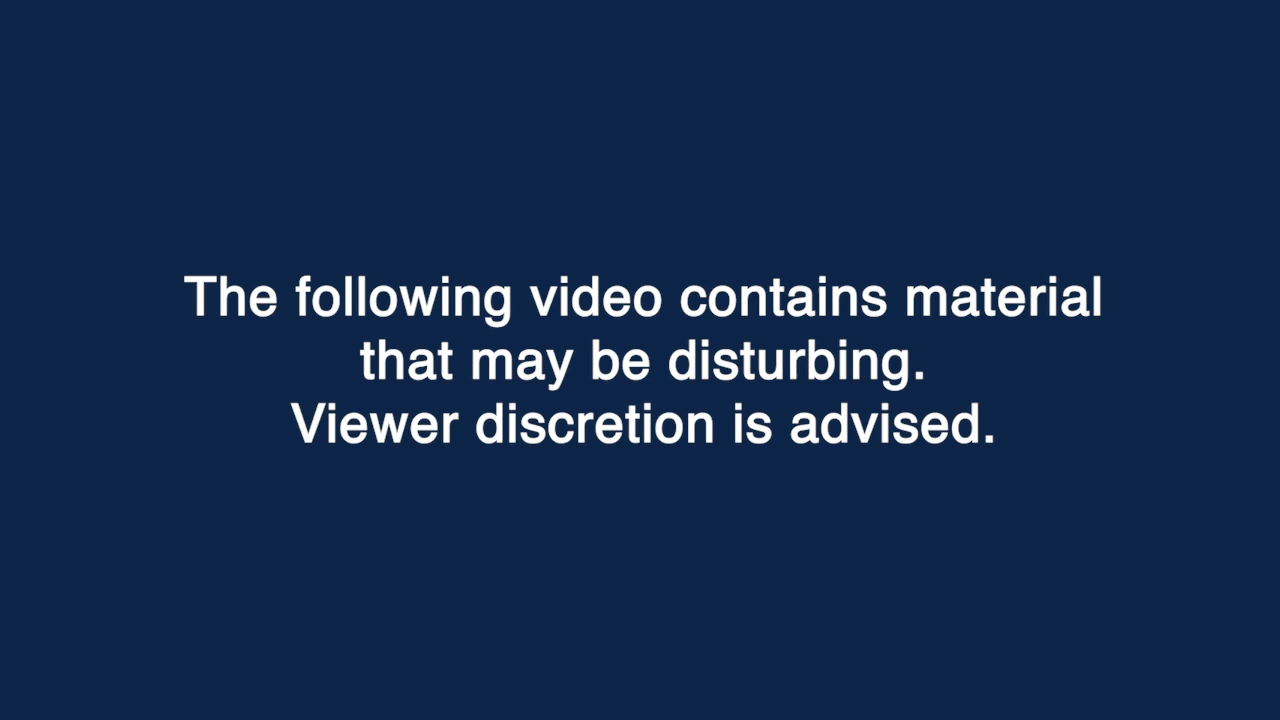 The following video contains material
that may be disturbing.
Viewer discretion is advised.